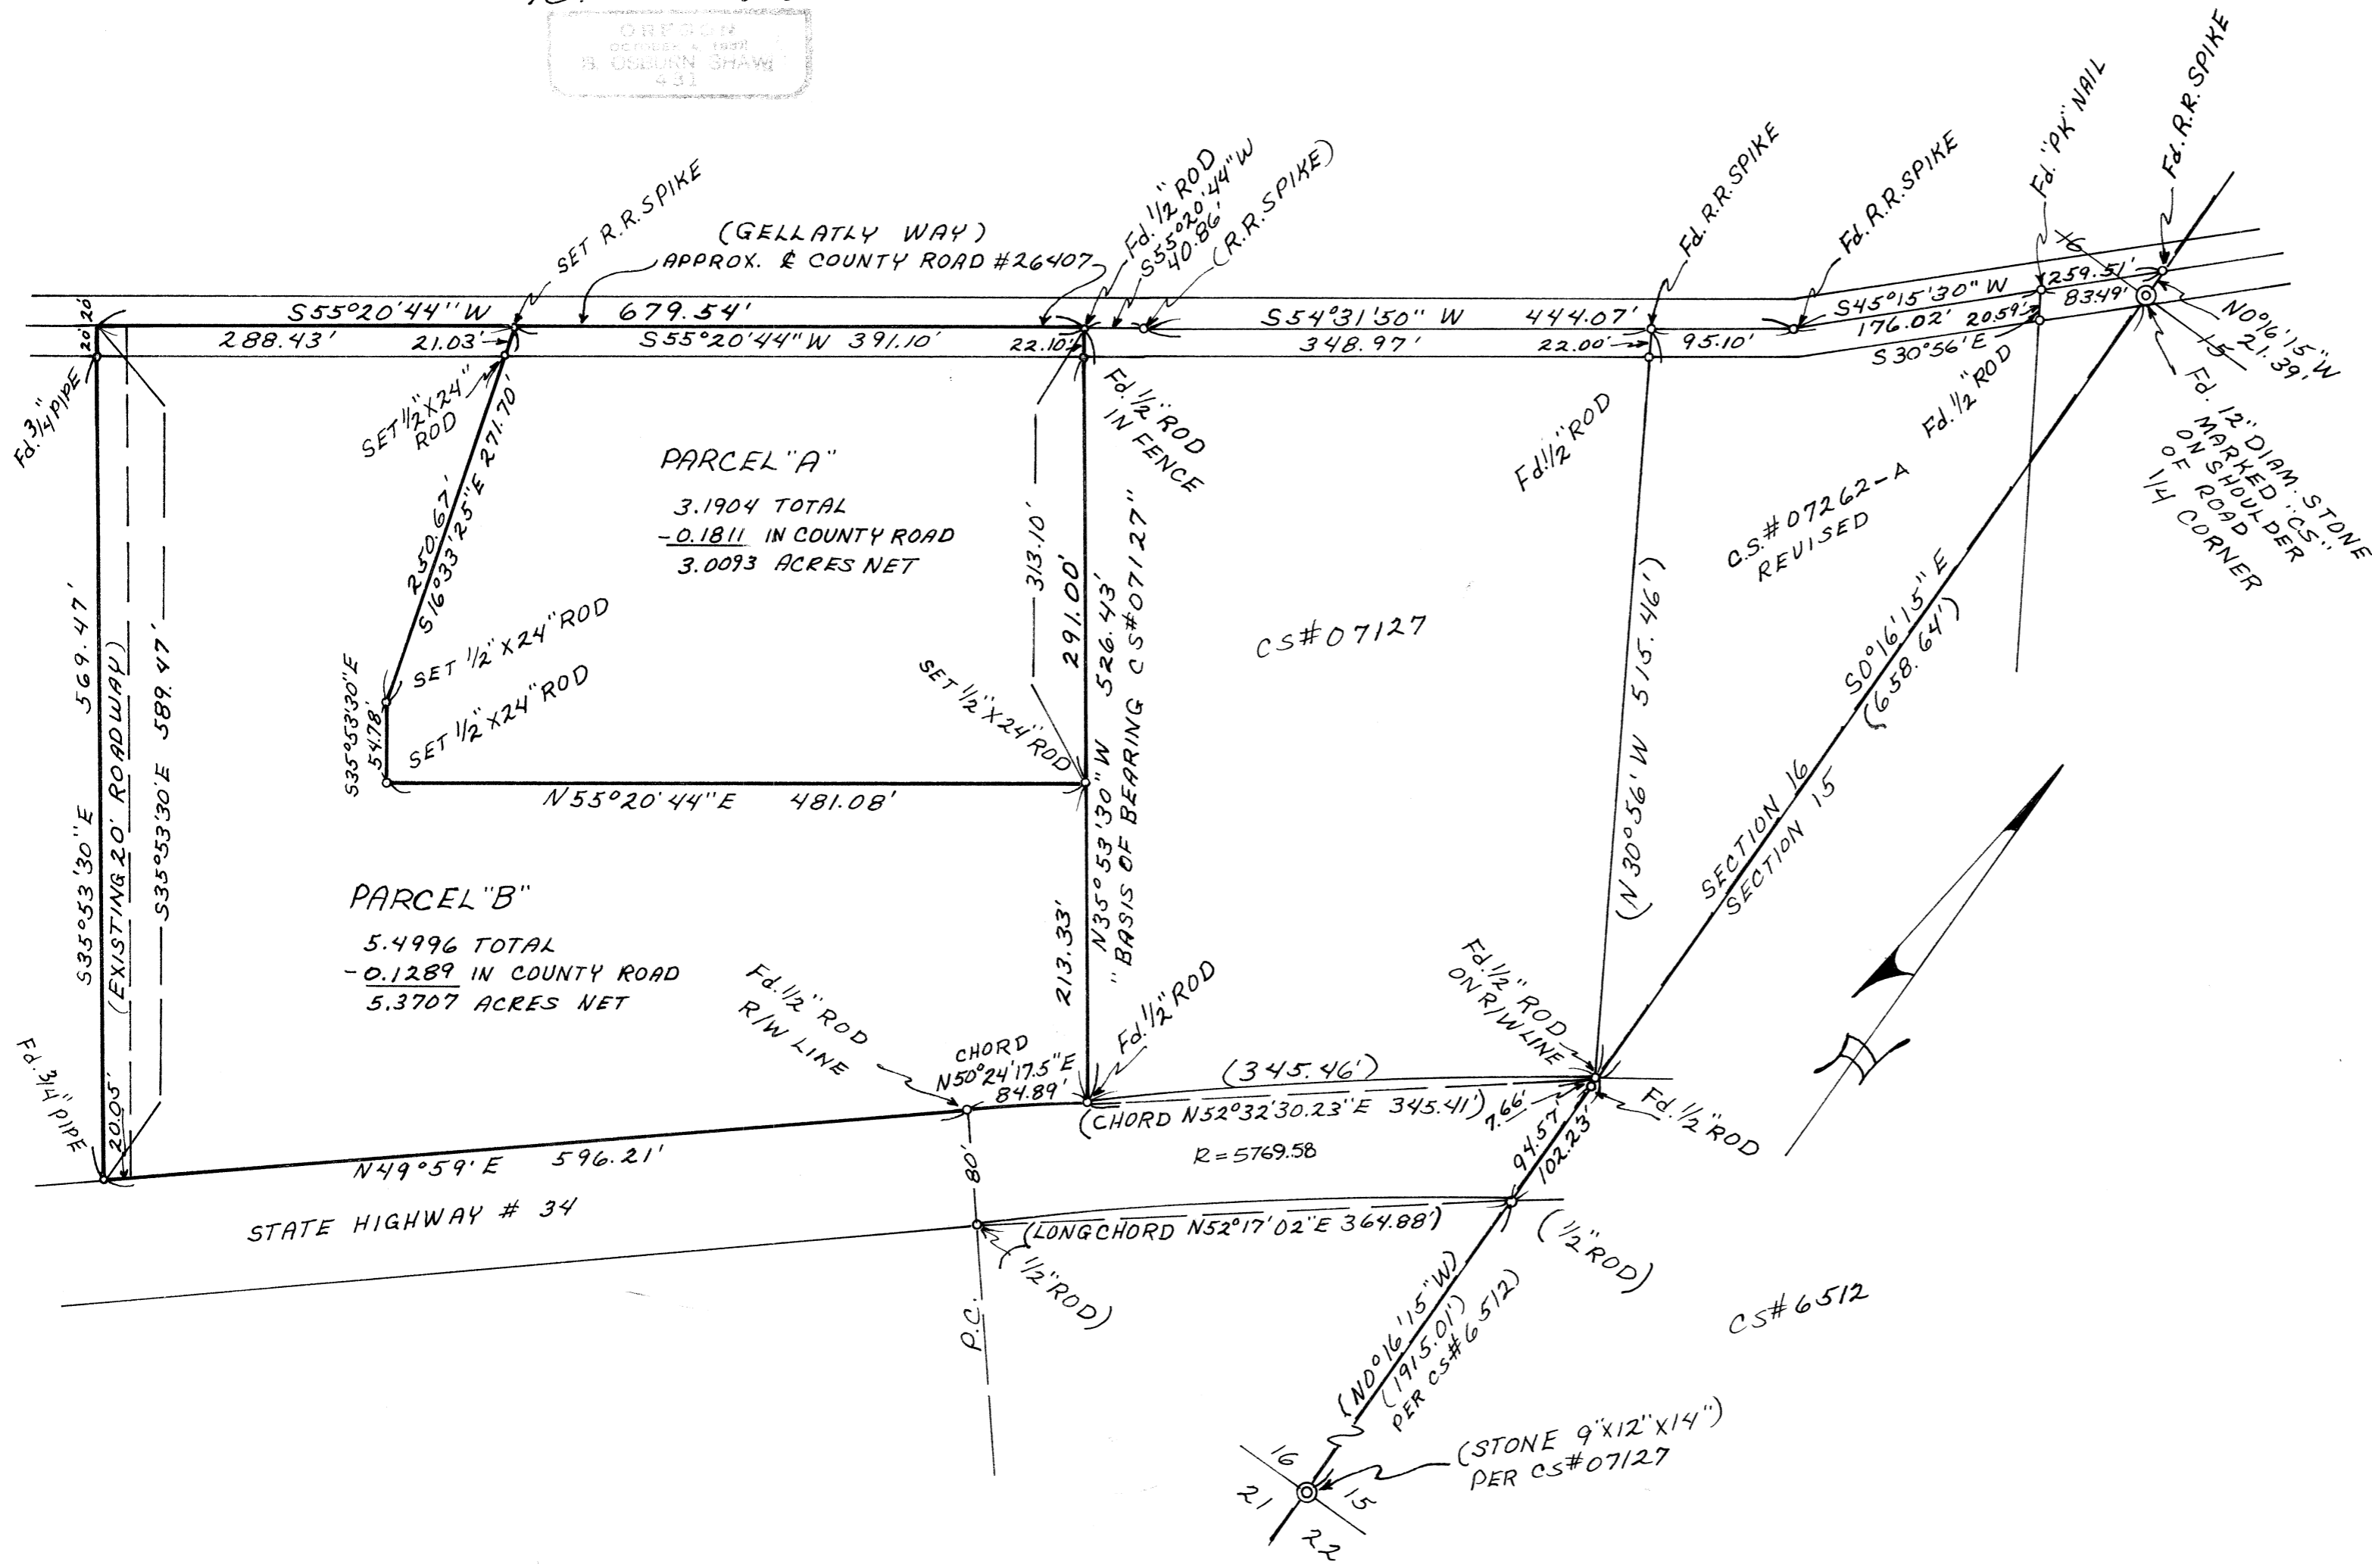 OREGON
B. OSBURN SHAW
431
SET R.R. SPIKE
(GELLATLY WAY)
APPROX. ℄ COUNTY ROAD #26407
Fd. 1/2" ROD
S55°20'44"W
40.86'
(R.R. SPIKE)
Fd. R.R. SPIKE
Fd. R.R. SPIKE
Fd. "PK" NAIL
Fd. R.R. SPIKE
20'
20'
S55°20'44"W 679.54'
288.43'
21.03'
S55°20'44"W 391.10'
22.10'
S54°31'50" W 444.07'
348.97'
22.00'
95.10'
S45°15'30" W
259.51'
176.02'
20.59'
8349'
S30°56'E
16
15
N0°16'15"W
21.39'
Fd. 3/4" PIPE
SET 1/2"X24"
ROD
Fd. 1/2" ROD
IN FENCE
Fd. 1/2" ROD
Fd. 1/2" ROD
Fd. 12" DIAM. STONE
MARKED "CS"
ON SHOULDER
OF ROAD
1/4 CORNER
PARCEL "A"
3.1904 TOTAL
-0.1811 IN COUNTY ROAD
3.0093 ACRES NET
250.67'
S16°33'25"E 271.70'
313.10'
291.00'
N35°53'30"W 526.43'
"BASIS OF BEARING CS#07127"
CS#07127
C.S.#07262-A
REVISED
(N30°56'W 515.46')
S0°16'15"E
(658.64')
SECTION 16
SECTION 15
569.47'
S35°53'30"E
(EXISTING 20' ROADWAY)
S35°53'30"E 589.47'
SET 1/2"X24" ROD
SET 1/2"X24" ROD
S35°53'30"E
54.78'
SET 1/2"X24" ROD
N55°20'44"E 481.08'
PARCEL "B"
5.4996 TOTAL
-0.1289 IN COUNTY ROAD
5.3707 ACRES NET
213.33'
Fd. 1/2" ROD
R/W LINE
CHORD
N50°24'17.5"E
84.89'
Fd. 1/2" ROD
Fd. 1/2" ROD
ON R/W LINE
(345.46')
(CHORD N52°32'30.23"E 345.41')
7.66'
R=5769.58
Fd. 1/2" ROD
94.57'
102.23'
Fd. 3/4" PIPE
20.05'
N49°59'E 596.21'
STATE HIGHWAY # 34
80'
P.C.
(LONG CHORD N52°17'02"E 364.88')
(1/2" ROD)
(1/2" ROD)
(N0°16'15"W)
(1915.01')
PER CS#6512)
CS#6512
(STONE 9"X12"X14")
PER CS#07127
16
15
21
22